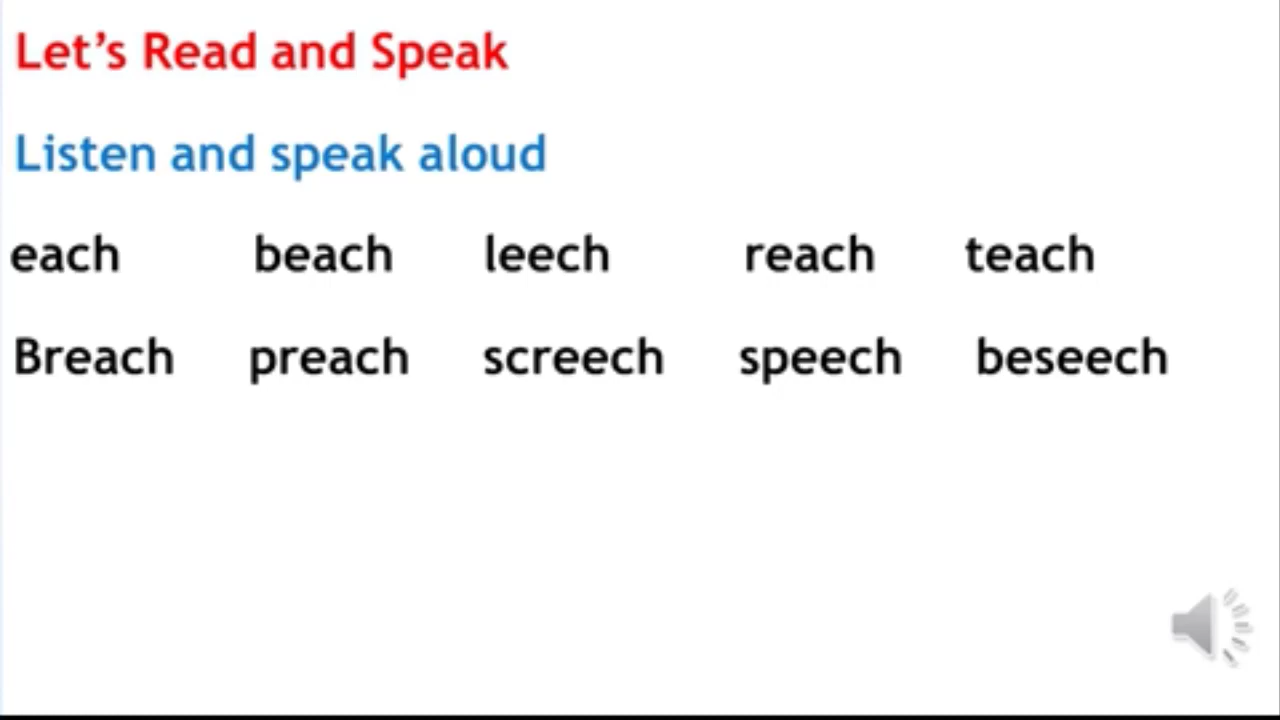 Let’s Read and Speak
Listen and speak aloud
each beach leech reach teach
Breach preach screech speech beseech